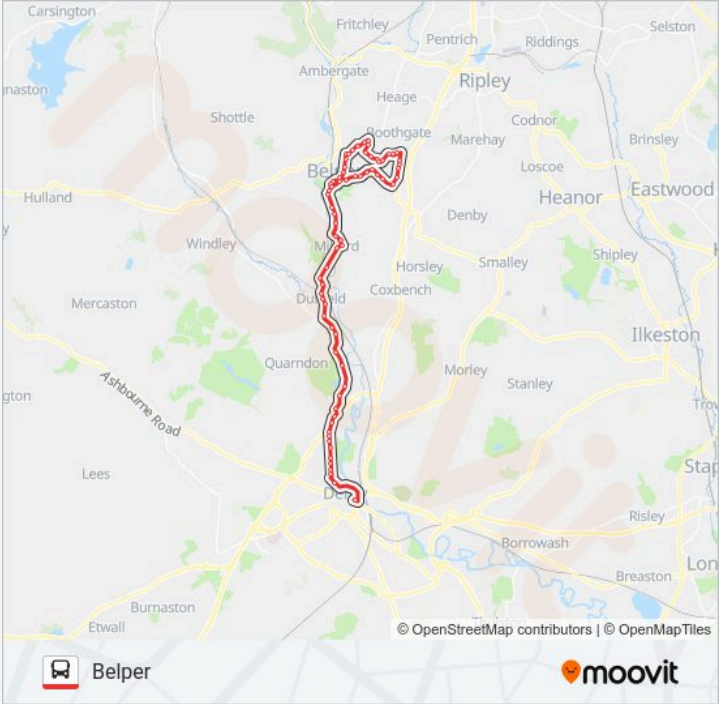 Carsington
Fritchley
Selston
Pentrich
Riddings
Ambergate
Ripley
Heage
Shottle
Codnor
Roothgate
Marehay
Brinsley
Loscoe
Hulland
Heanor
Eastwood
Denby
Windley
Smalley
Shipley
Horsley
Coxbench
Mercaston
Ilkeston
Quarndon
Morley
Stanley
Ashbourne Road
Lees
Risley
Borrowash
Breaston
Burnaston
Etwall
© OpenStreetMap contributors | © OpenMapTiles
Belper
moovit